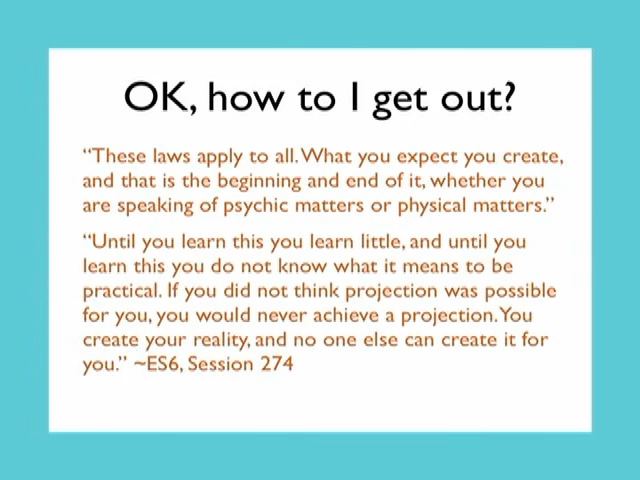 OK, how to I get out?
“These laws apply to all. What you expect you create,
and that is the beginning and end of it, whether you
are speaking of psychic matters or physical matters.”
“Until you learn this you learn little, and until you
learn this you do not know what it means to be
practical. If you did not think projection was possible
for you, you would never achieve a projection. You
create your reality, and no one else can create it for
you.” ~ES6, Session 274